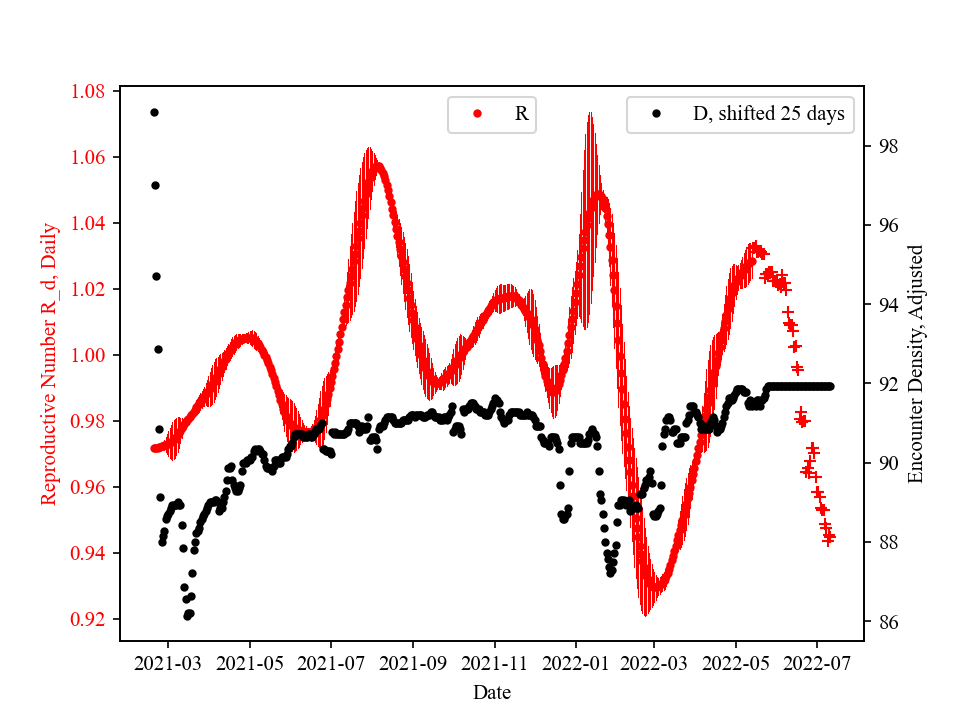 R
D, shifted 25 days
Reproductive Number R_d, Daily
1.08
1.06
1.04
1.02
1.00
0.98
0.96
0.94
0.92
98
96
94
92
90
88
86
Encounter Density, Adjusted
2021-03 2021-05 2021-07 2021-09 2021-11 2022-01 2022-03 2022-05 2022-07
Date